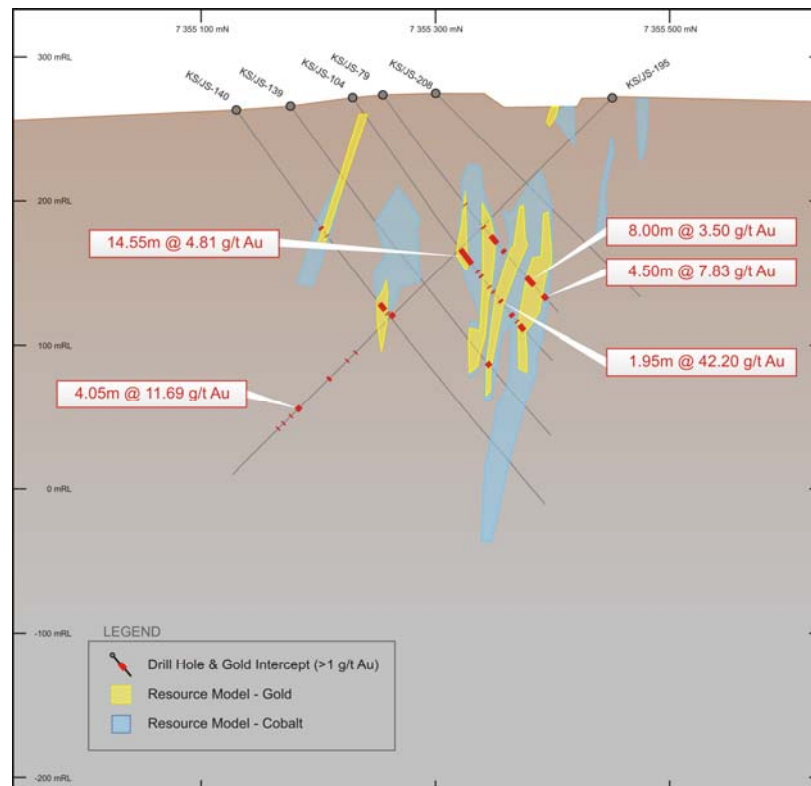 7 355 100 mN
7 355 300 mN
7 355 500 mN
300 mRL
KS/JS-140
KS/JS-139
KS/JS-104
KS/JS-79
KS/JS-208
KS/JS-195
200 mRL
14.55m @ 4.81 g/t Au
8.00m @ 3.50 g/t Au
4.50m @ 7.83 g/t Au
100 mRL
1.95m @ 42.20 g/t Au
4.05m @ 11.69 g/t Au
0 mRL
-100 mRL
LEGEND
Drill Hole & Gold Intercept (>1 g/t Au)
Resource Model - Gold
Resource Model - Cobalt
-200 mRL